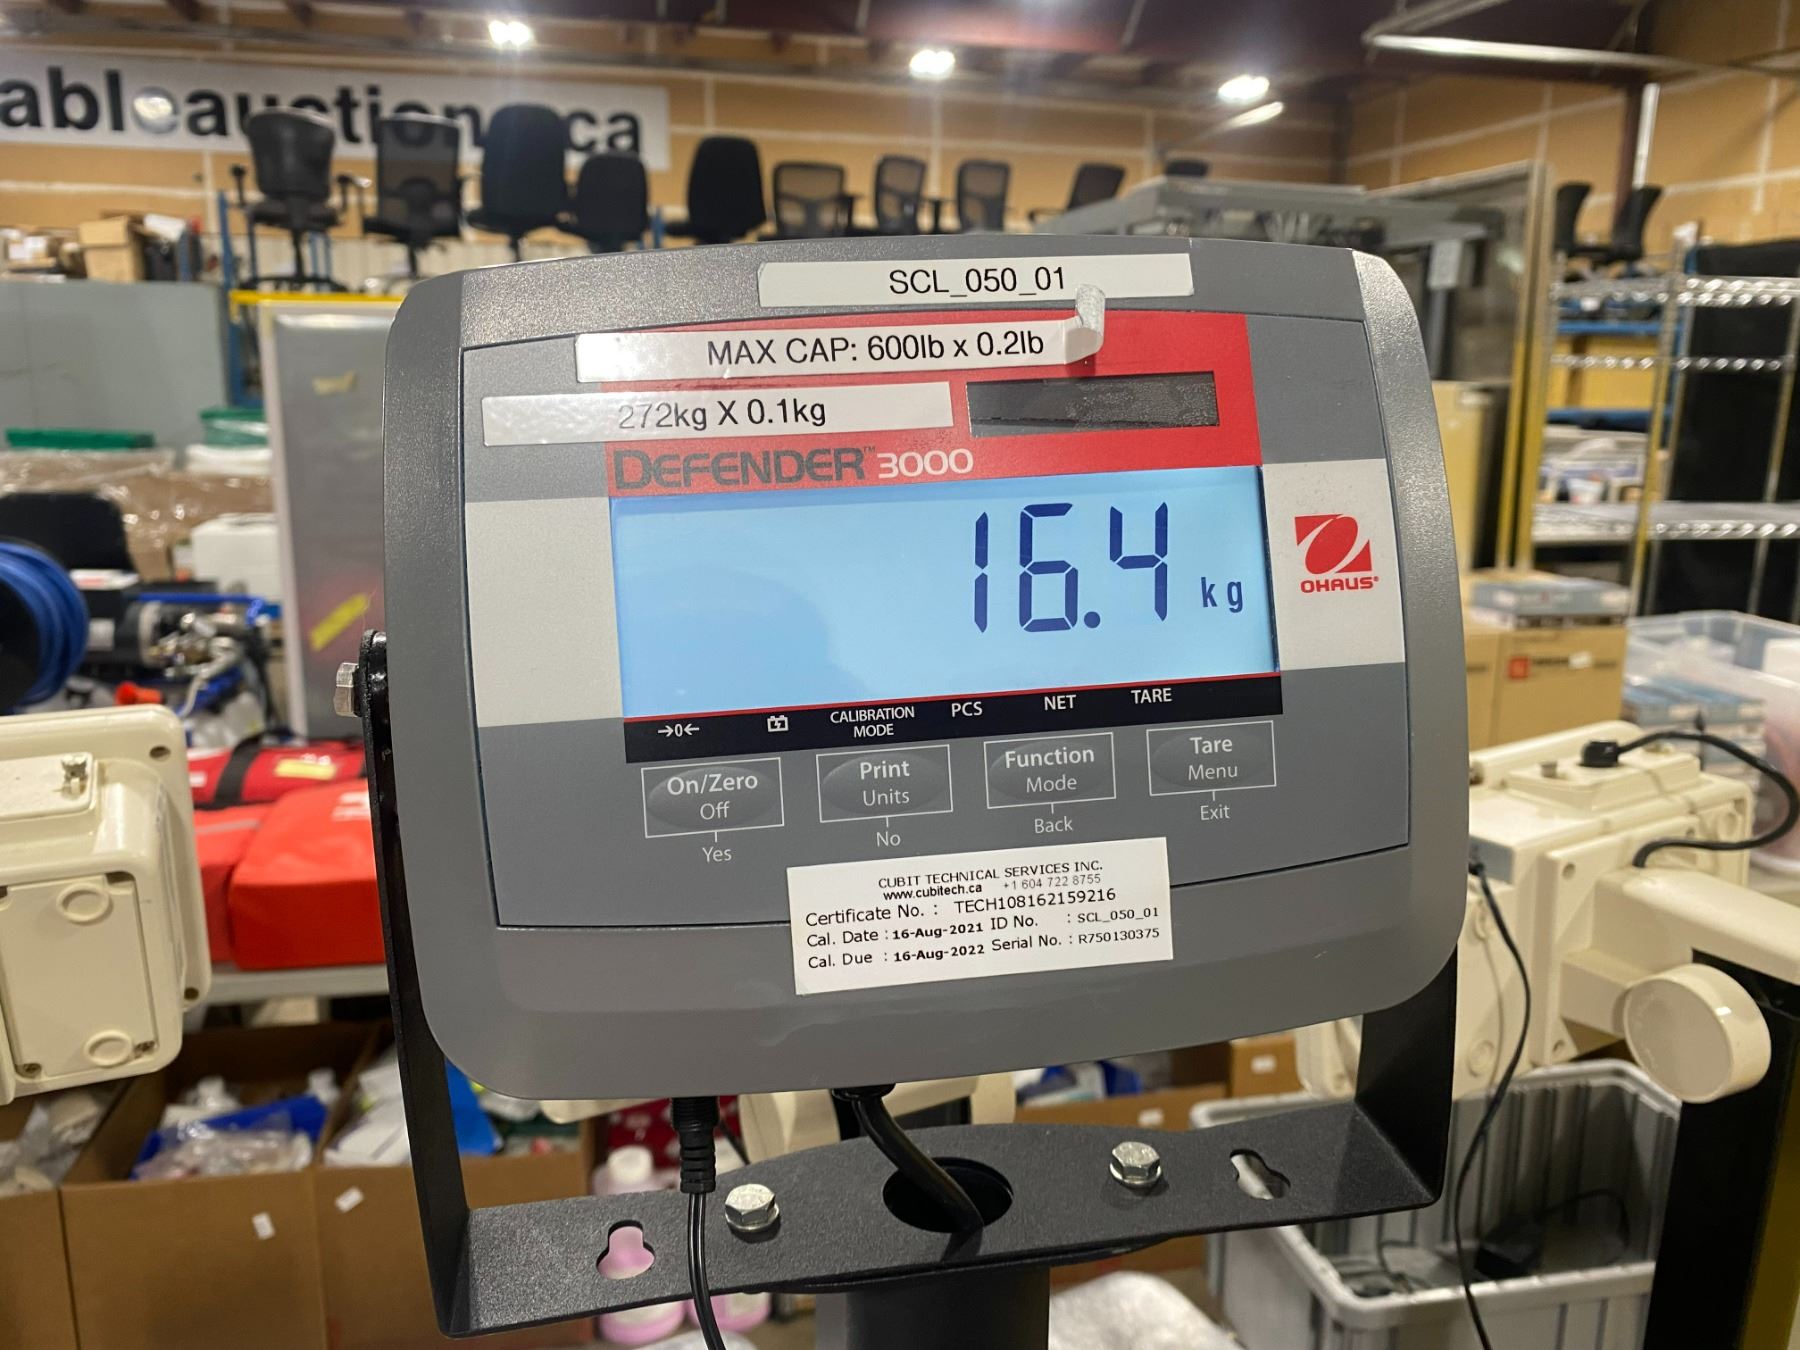 ableauction.ca
SCL_050_01
MAX CAP: 600lb x 0.2lb
272kg X 0.1kg
DEFENDER™ 3000
16.4 kg
OHAUS®
→0← CALIBRATION MODE PCS NET TARE
On/Zero
Off
Yes
Print
Units
No
Function
Mode
Back
Tare
Menu
Exit
CUBIT TECHNICAL SERVICES INC.
www.cubitech.ca +1 604 722 8755
Certificate No. : TECH108162159216
Cal. Date : 16-Aug-2021 ID No. : SCL_050_01
Cal. Due : 16-Aug-2022 Serial No. : R750130375